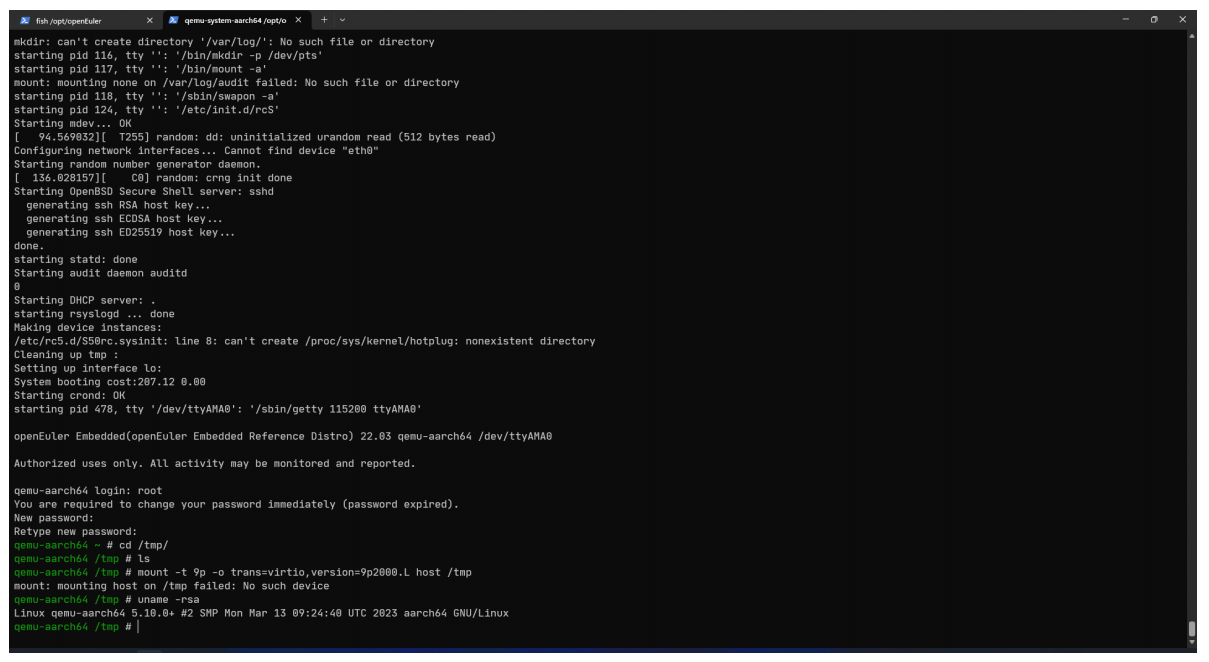 fish /opt/openEuler
qemu-system-aarch64 /opt/o
mkdir: can't create directory '/var/log/': No such file or directory
starting pid 116, tty '': '/bin/mkdir -p /dev/pts'
starting pid 117, tty '': '/bin/mount -a'
mount: mounting none on /var/log/audit failed: No such file or directory
starting pid 118, tty '': '/sbin/swapon -a'
starting pid 124, tty '': '/etc/init.d/rcS'
Starting mdev... OK
[   94.569032][  T255] random: dd: uninitialized urandom read (512 bytes read)
Configuring network interfaces... Cannot find device "eth0"
Starting random number generator daemon.
[  136.028157][    C0] random: crng init done
Starting OpenBSD Secure Shell server: sshd
  generating ssh RSA host key...
  generating ssh ECDSA host key...
  generating ssh ED25519 host key...
done.
starting statd: done
Starting audit daemon auditd
0
Starting DHCP server: .
starting rsyslogd ... done
Making device instances:
/etc/rc5.d/S50rc.sysinit: line 8: can't create /proc/sys/kernel/hotplug: nonexistent directory
Cleaning up tmp :
Setting up interface lo:
System booting cost:207.12 0.00
Starting crond: OK
starting pid 478, tty '/dev/ttyAMA0': '/sbin/getty 115200 ttyAMA0'
openEuler Embedded(openEuler Embedded Reference Distro) 22.03 qemu-aarch64 /dev/ttyAMA0
Authorized uses only. All activity may be monitored and reported.
qemu-aarch64 login: root
You are required to change your password immediately (password expired).
New password:
Retype new password:
qemu-aarch64 ~ # cd /tmp/
qemu-aarch64 /tmp # ls
qemu-aarch64 /tmp # mount -t 9p -o trans=virtio,version=9p2000.L host /tmp
mount: mounting host on /tmp failed: No such device
qemu-aarch64 /tmp # uname -rsa
Linux qemu-aarch64 5.10.0+ #2 SMP Mon Mar 13 09:24:40 UTC 2023 aarch64 GNU/Linux
qemu-aarch64 /tmp #